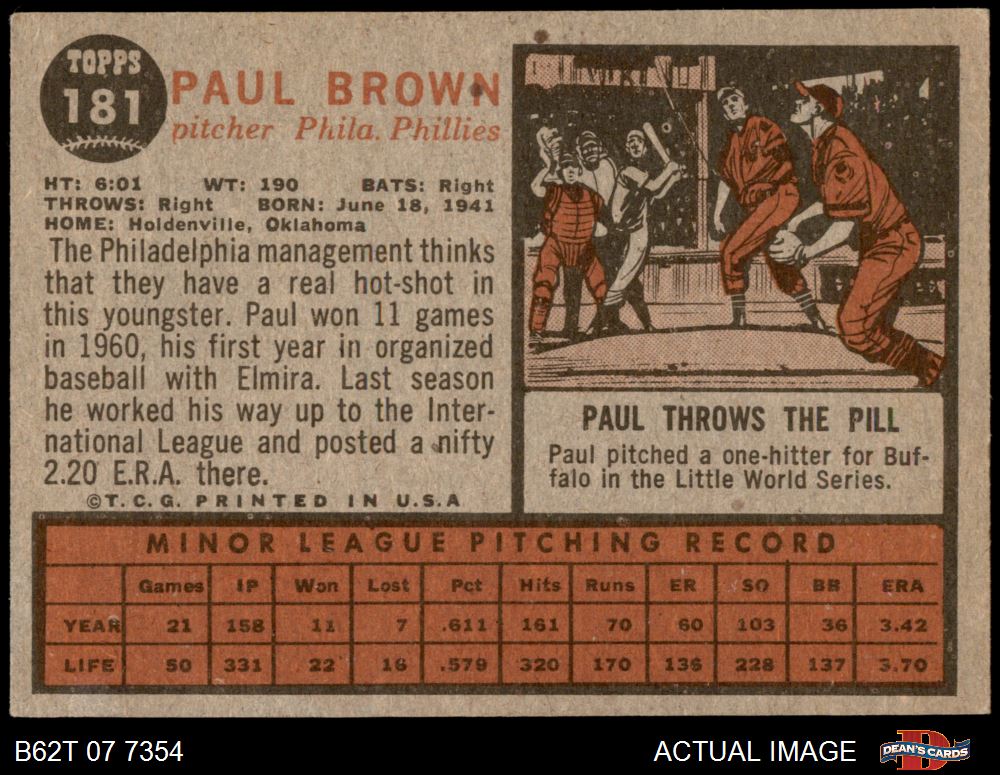 TOPPS
181
PAUL BROWN
pitcher Phila. Phillies
HT: 6:01 WT: 190 BATS: Right
THROWS: Right BORN: June 18, 1941
HOME: Holdenville, Oklahoma
The Philadelphia management thinks
that they have a real hot-shot in
this youngster. Paul won 11 games
in 1960, his first year in organized
baseball with Elmira. Last season
he worked his way up to the Inter-
national League and posted a nifty
2.20 E.R.A. there.
©T.C.G. PRINTED IN U.S.A
PAUL THROWS THE PILL
Paul pitched a one-hitter for Buf-
falo in the Little World Series.
MINOR LEAGUE PITCHING RECORD
Games IP Won Lost Pct Hits Runs ER SO BB ERA
YEAR 21 158 11 7 .611 161 70 60 103 36 3.42
LIFE 50 331 22 16 .579 320 170 136 228 137 3.70
B62T 07 7354
ACTUAL IMAGE
DEAN'S CARDS